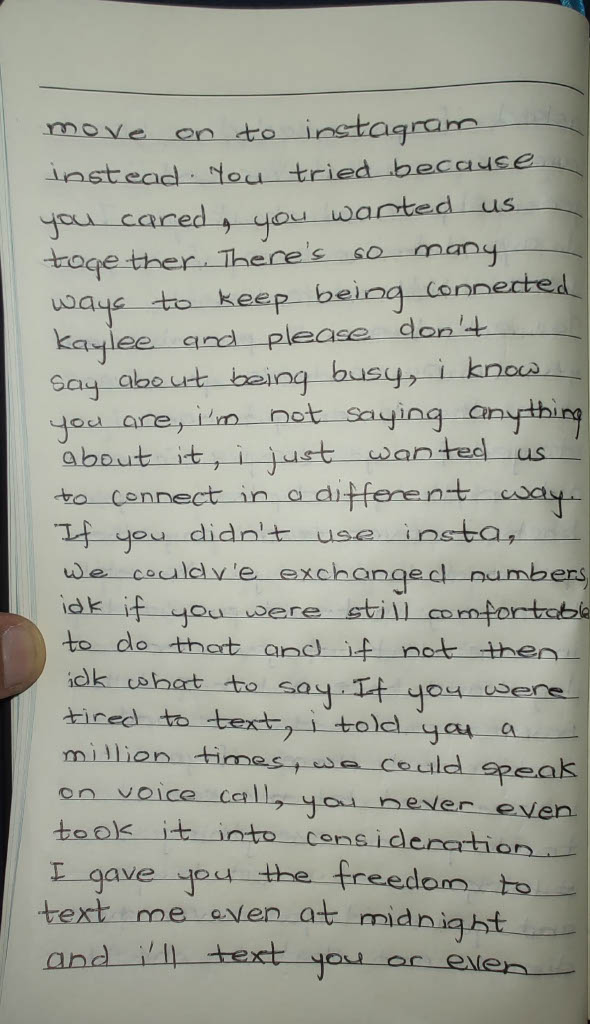 move on to instagram
instead. You tried because
you cared, you wanted us
together. There's so many
ways to keep being connected
Kaylee and please don't
say about being busy, i know
you are, i'm not saying anything
about it, i just wanted us
to connect in a different way.
If you didn't use insta,
we couldv'e exchanged numbers,
idk if you were still comfortable
to do that and if not then
idk what to say. If you were
tired to text, i told you a
million times, we could speak
on voice call, you never even
took it into consideration.
I gave you the freedom to
text me even at midnight
and i'll text you or even